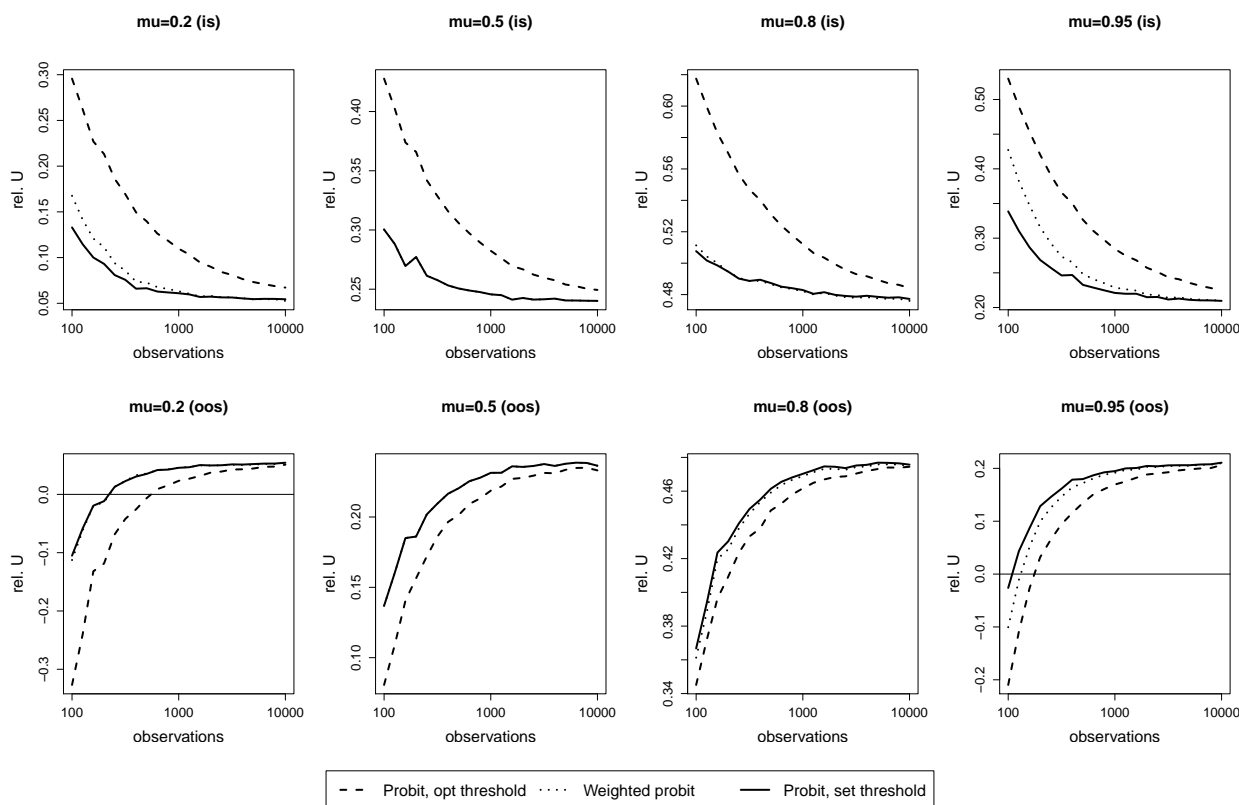 mu=0.2 (is)
rel. U
0.05 0.10 0.15 0.20 0.25 0.30
100 1000 10000
observations
mu=0.5 (is)
rel. U
0.25 0.30 0.35 0.40
100 1000 10000
observations
mu=0.8 (is)
rel. U
0.48 0.52 0.56 0.60
100 1000 10000
observations
mu=0.95 (is)
rel. U
0.20 0.30 0.40 0.50
100 1000 10000
observations
mu=0.2 (oos)
rel. U
−0.3 −0.2 −0.1 0.0
100 1000 10000
observations
mu=0.5 (oos)
rel. U
0.10 0.15 0.20
100 1000 10000
observations
mu=0.8 (oos)
rel. U
0.34 0.38 0.42 0.46
100 1000 10000
observations
mu=0.95 (oos)
rel. U
−0.2 −0.1 0.0 0.1 0.2
100 1000 10000
observations
Probit, opt threshold Weighted probit Probit, set threshold